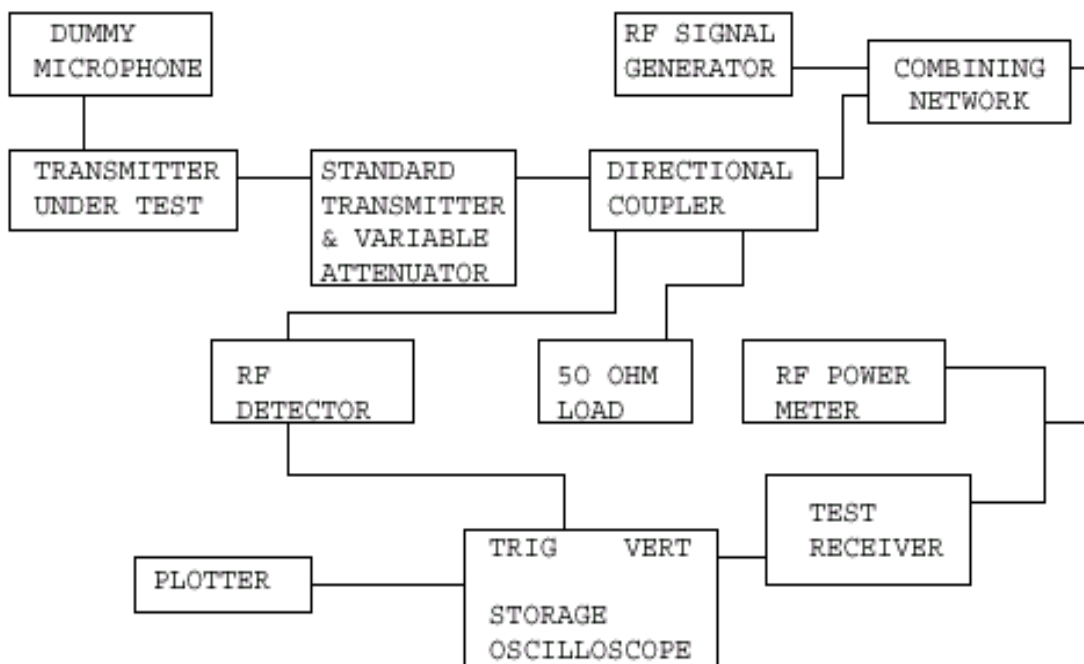 DUMMY
MICROPHONE
RF SIGNAL
GENERATOR
COMBINING
NETWORK
TRANSMITTER
UNDER TEST
STANDARD
TRANSMITTER
& VARIABLE
ATTENUATOR
DIRECTIONAL
COUPLER
RF
DETECTOR
50 OHM
LOAD
RF POWER
METER
TEST
RECEIVER
PLOTTER
TRIG VERT
STORAGE
OSCILLOSCOPE